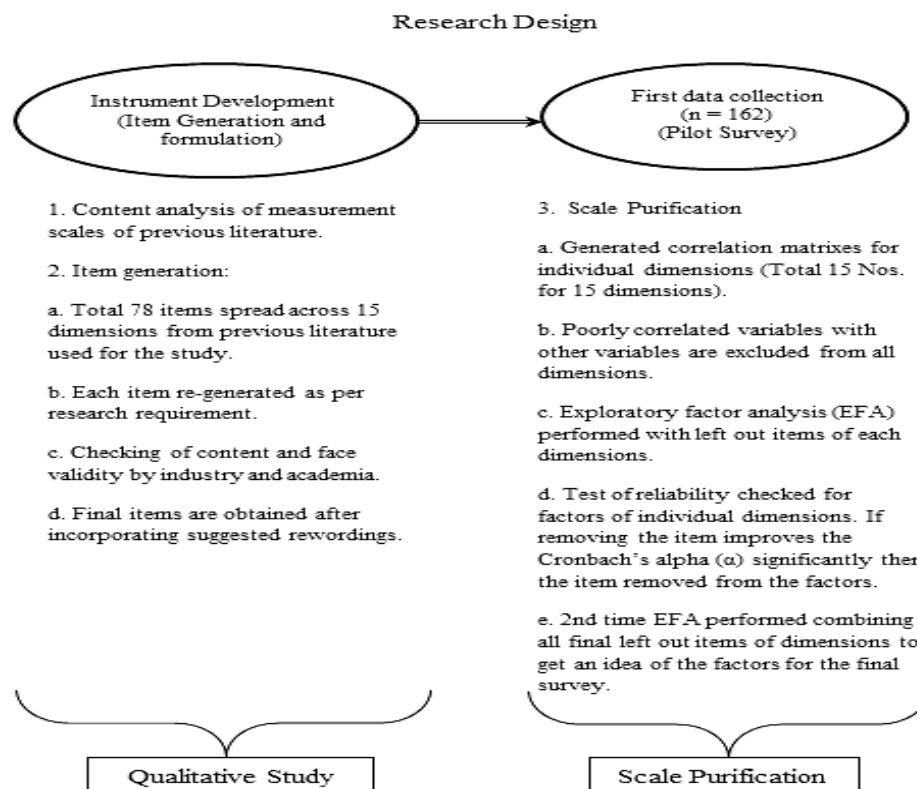 Research Design
Instrument Development
(Item Generation and
formulation)
First data collection
(n = 162)
(Pilot Survey)
1. Content analysis of measurement
scales of previous literature.
2. Item generation:
a. Total 78 items spread across 15
dimensions from previous literature
used for the study.
b. Each item re-generated as per
research requirement.
c. Checking of content and face
validity by industry and academia.
d. Final items are obtained after
incorporating suggested rewordings.
3. Scale Purification
a. Generated correlation matrixes for
individual dimensions (Total 15 Nos.
for 15 dimensions).
b. Poorly correlated variables with
other variables are excluded from all
dimensions.
c. Exploratory factor analysis (EFA)
performed with left out items of each
dimensions.
d. Test of reliability checked for
factors of individual dimensions. If
removing the item improves the
Cronbach’s alpha (α) significantly then
the item removed from the factors.
e. 2nd time EFA performed combining
all final left out items of dimensions to
get an idea of the factors for the final
survey.
Qualitative Study
Scale Purification